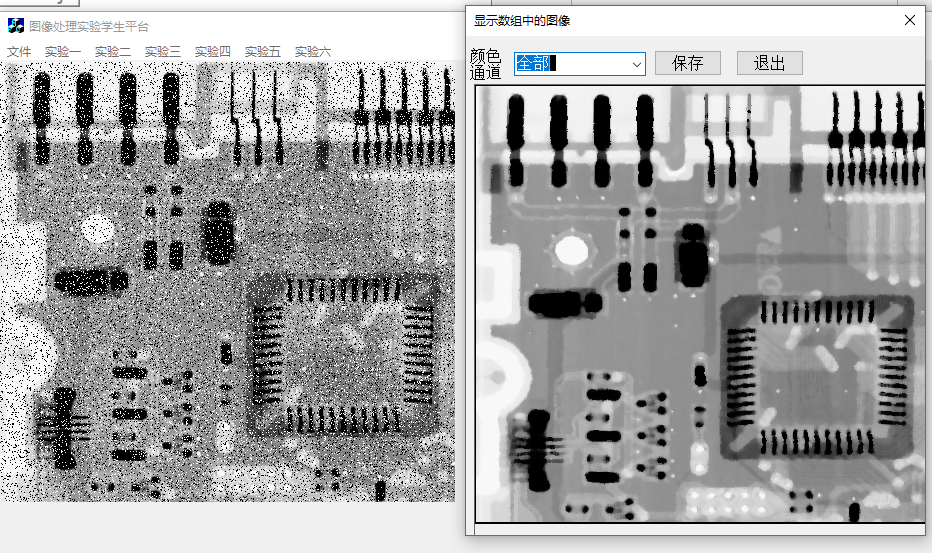 图像处理实验学生平台
文件 实验一 实验二 实验三 实验四 实验五 实验六
显示数组中的图像
颜色
通道
全部
保存
退出